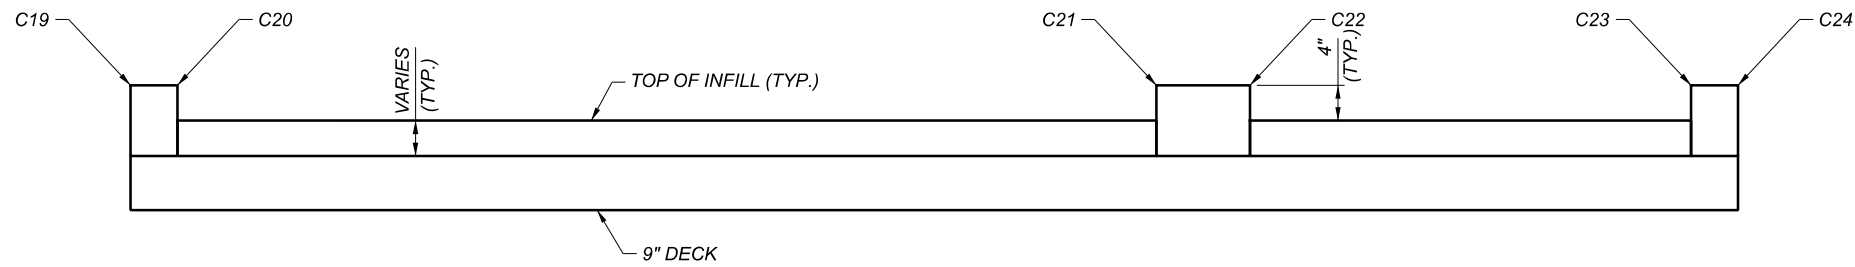 C19
C20
C21
C22
C23
C24
VARIES
(TYP.)
TOP OF INFILL (TYP.)
4"
(TYP.)
9" DECK